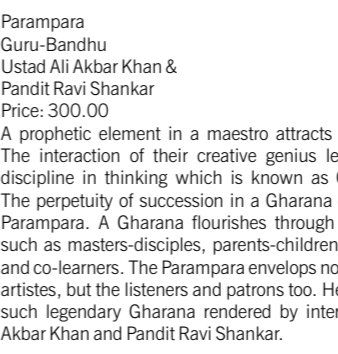 Parampara
Guru-Bandhu
Ustad Ali Akbar Khan &
Pandit Ravi Shankar
Price: 300.00
A prophetic element in a maestro attracts
The interaction of their creative genius le
discipline in thinking which is known as
The perpetuity of succession in a Gharana
Parampara. A Gharana flourishes through
such as masters-disciples, parents-children
and co-learners. The Parampara envelops no
artistes, but the listeners and patrons too. He
such legendary Gharana rendered by inter
Akbar Khan and Pandit Ravi Shankar.